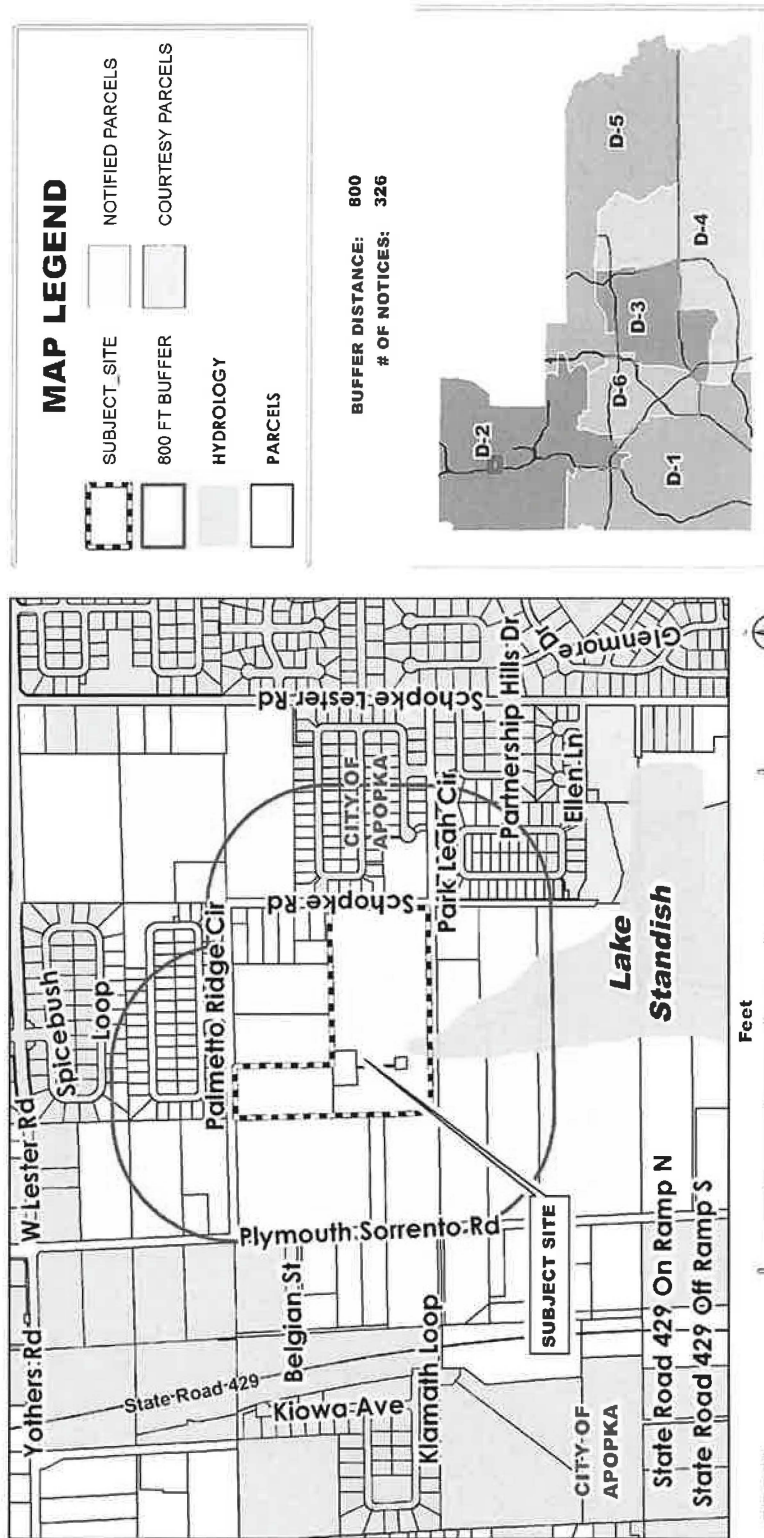 MAP LEGEND
SUBJECT_SITE
NOTIFIED PARCELS
800 FT BUFFER
COURTESY PARCELS
HYDROLOGY
PARCELS
BUFFER DISTANCE: 800
# OF NOTICES: 326
D-2
D-5
D-3
D-6
D-4
D-1
Yothers Rd
W Lester Rd
Spicebush
Loop
Palmetto Ridge Cir
Schopke Lester Rd
Schopke Rd
CITY OF
APOPKA
State Road 429
Belgian St
Plymouth Sorrento Rd
Kiowa Ave
Klamath Loop
Park Leah Cir
Partnership Hills Dr
Glenmore
Dr
Ellen Ln
SUBJECT SITE
CITY OF
APOPKA
Lake
Standish
State Road 429 On Ramp N
State Road 429 Off Ramp S
Feet